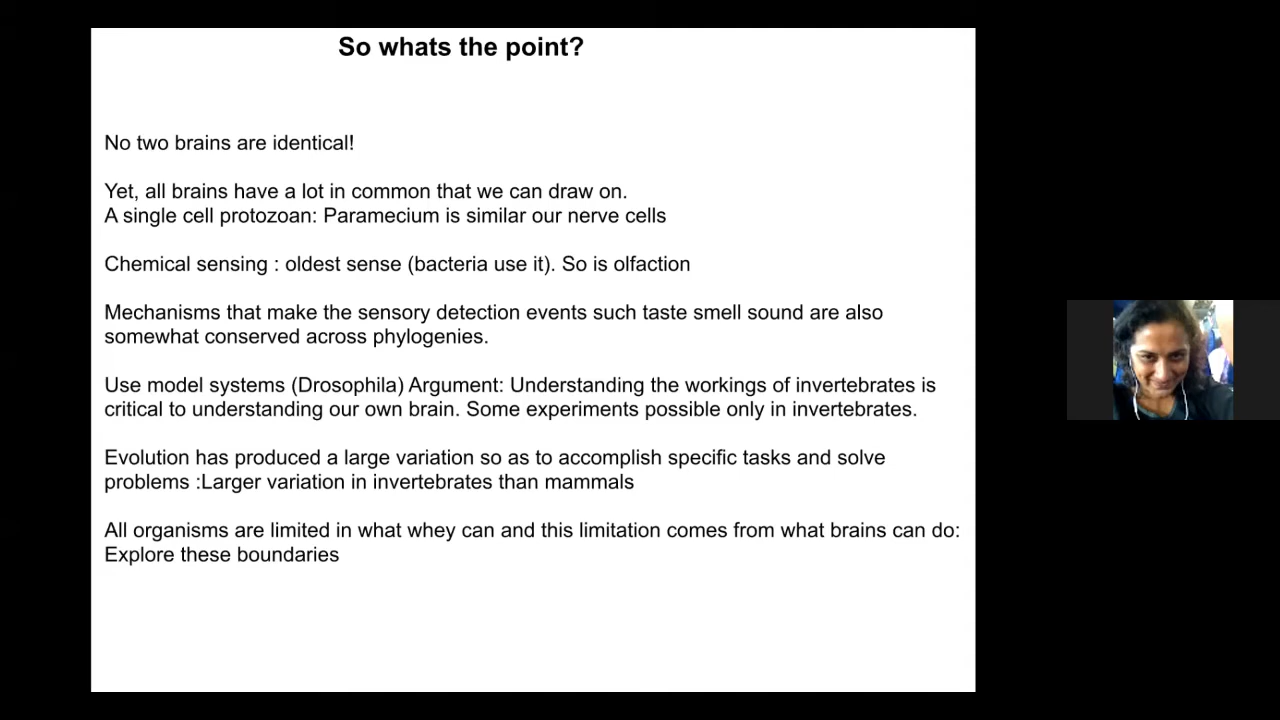 So whats the point?
No two brains are identical!
Yet, all brains have a lot in common that we can draw on.
A single cell protozoan: Paramecium is similar our nerve cells
Chemical sensing : oldest sense (bacteria use it). So is olfaction
Mechanisms that make the sensory detection events such taste smell sound are also
somewhat conserved across phylogenies.
Use model systems (Drosophila) Argument: Understanding the workings of invertebrates is
critical to understanding our own brain. Some experiments possible only in invertebrates.
Evolution has produced a large variation so as to accomplish specific tasks and solve
problems :Larger variation in invertebrates than mammals
All organisms are limited in what whey can and this limitation comes from what brains can do:
Explore these boundaries